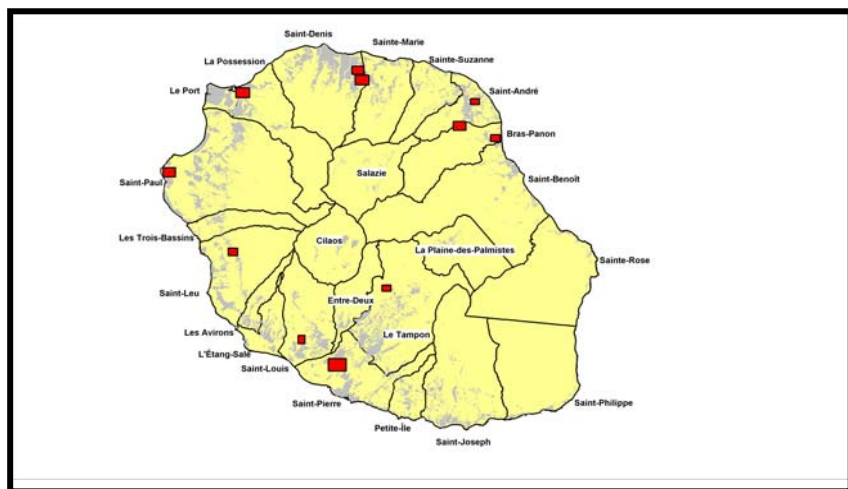 Saint-Denis
Sainte-Marie
La Possession
Sainte-Suzanne
Le Port
Saint-André
Bras-Panon
Salazie
Saint-Paul
Saint-Benoît
Les Trois-Bassins
Cilaos
La Plaine-des-Palmistes
Sainte-Rose
Saint-Leu
Entre-Deux
Les Avirons
Le Tampon
L'Étang-Salé
Saint-Louis
Saint-Pierre
Saint-Philippe
Petite-Île
Saint-Joseph